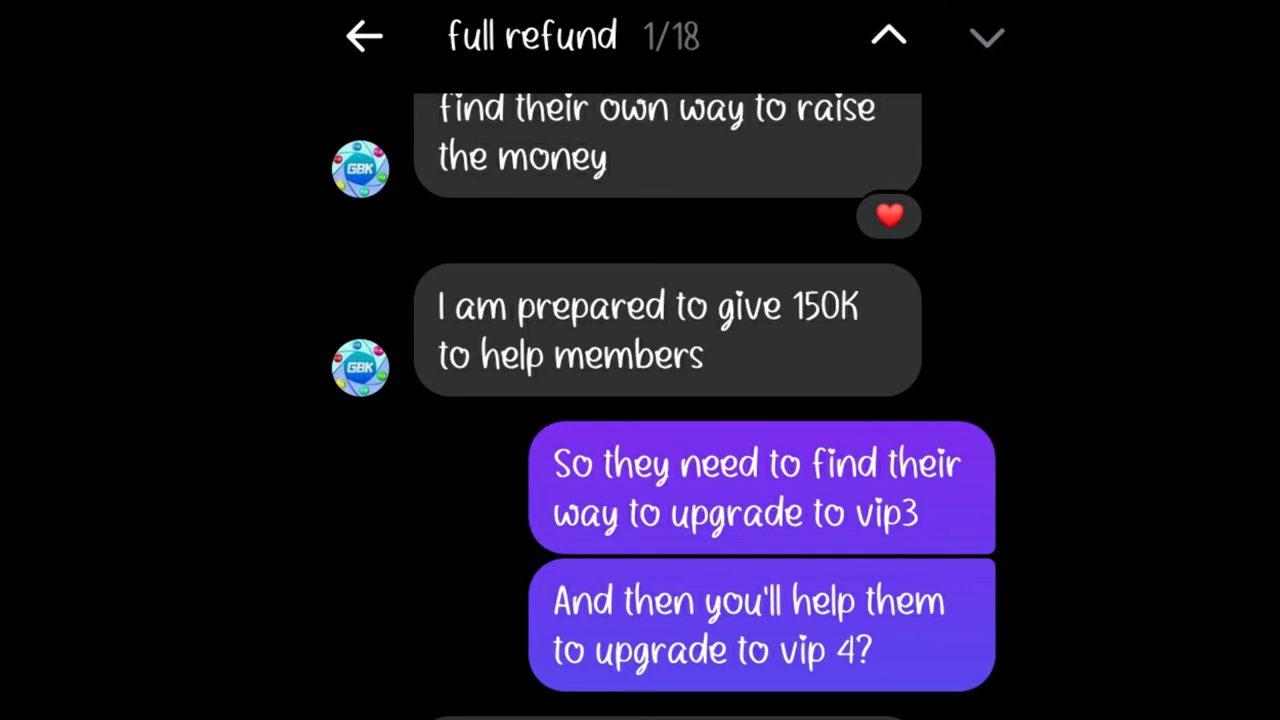 full refund 1/18
find their own way to raise
the money
GBK
I am prepared to give 150K
to help members
GBK
So they need to find their
way to upgrade to vip3
And then you'll help them
to upgrade to vip 4?